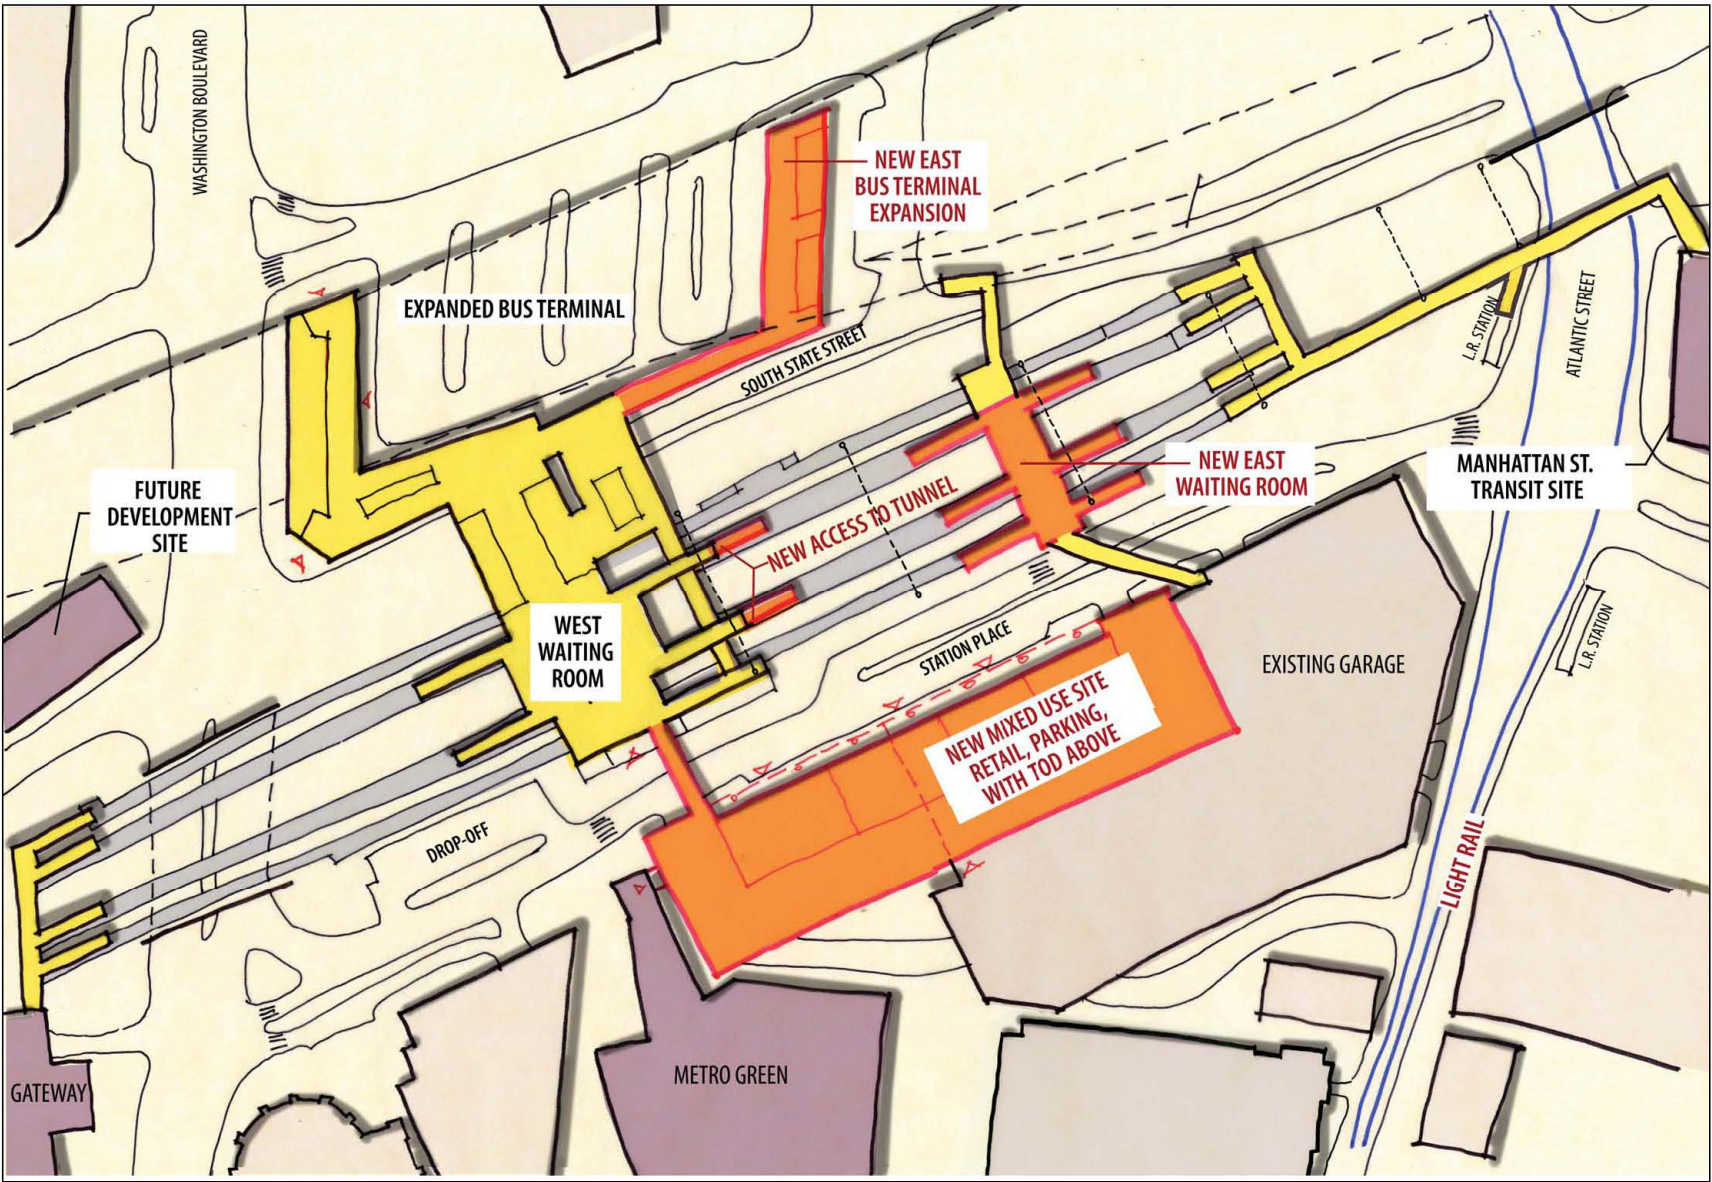 WASHINGTON BOULEVARD
NEW EAST
BUS TERMINAL
EXPANSION
EXPANDED BUS TERMINAL
SOUTH STATE STREET
L.R. STATION
ATLANTIC STREET
FUTURE
DEVELOPMENT
SITE
NEW EAST
WAITING ROOM
MANHATTAN ST.
TRANSIT SITE
NEW ACCESS TO TUNNEL
WEST
WAITING
ROOM
STATION PLACE
EXISTING GARAGE
L.R. STATION
NEW MIXED USE SITE
RETAIL, PARKING,
WITH TOD ABOVE
DROP-OFF
LIGHT RAIL
METRO GREEN
GATEWAY